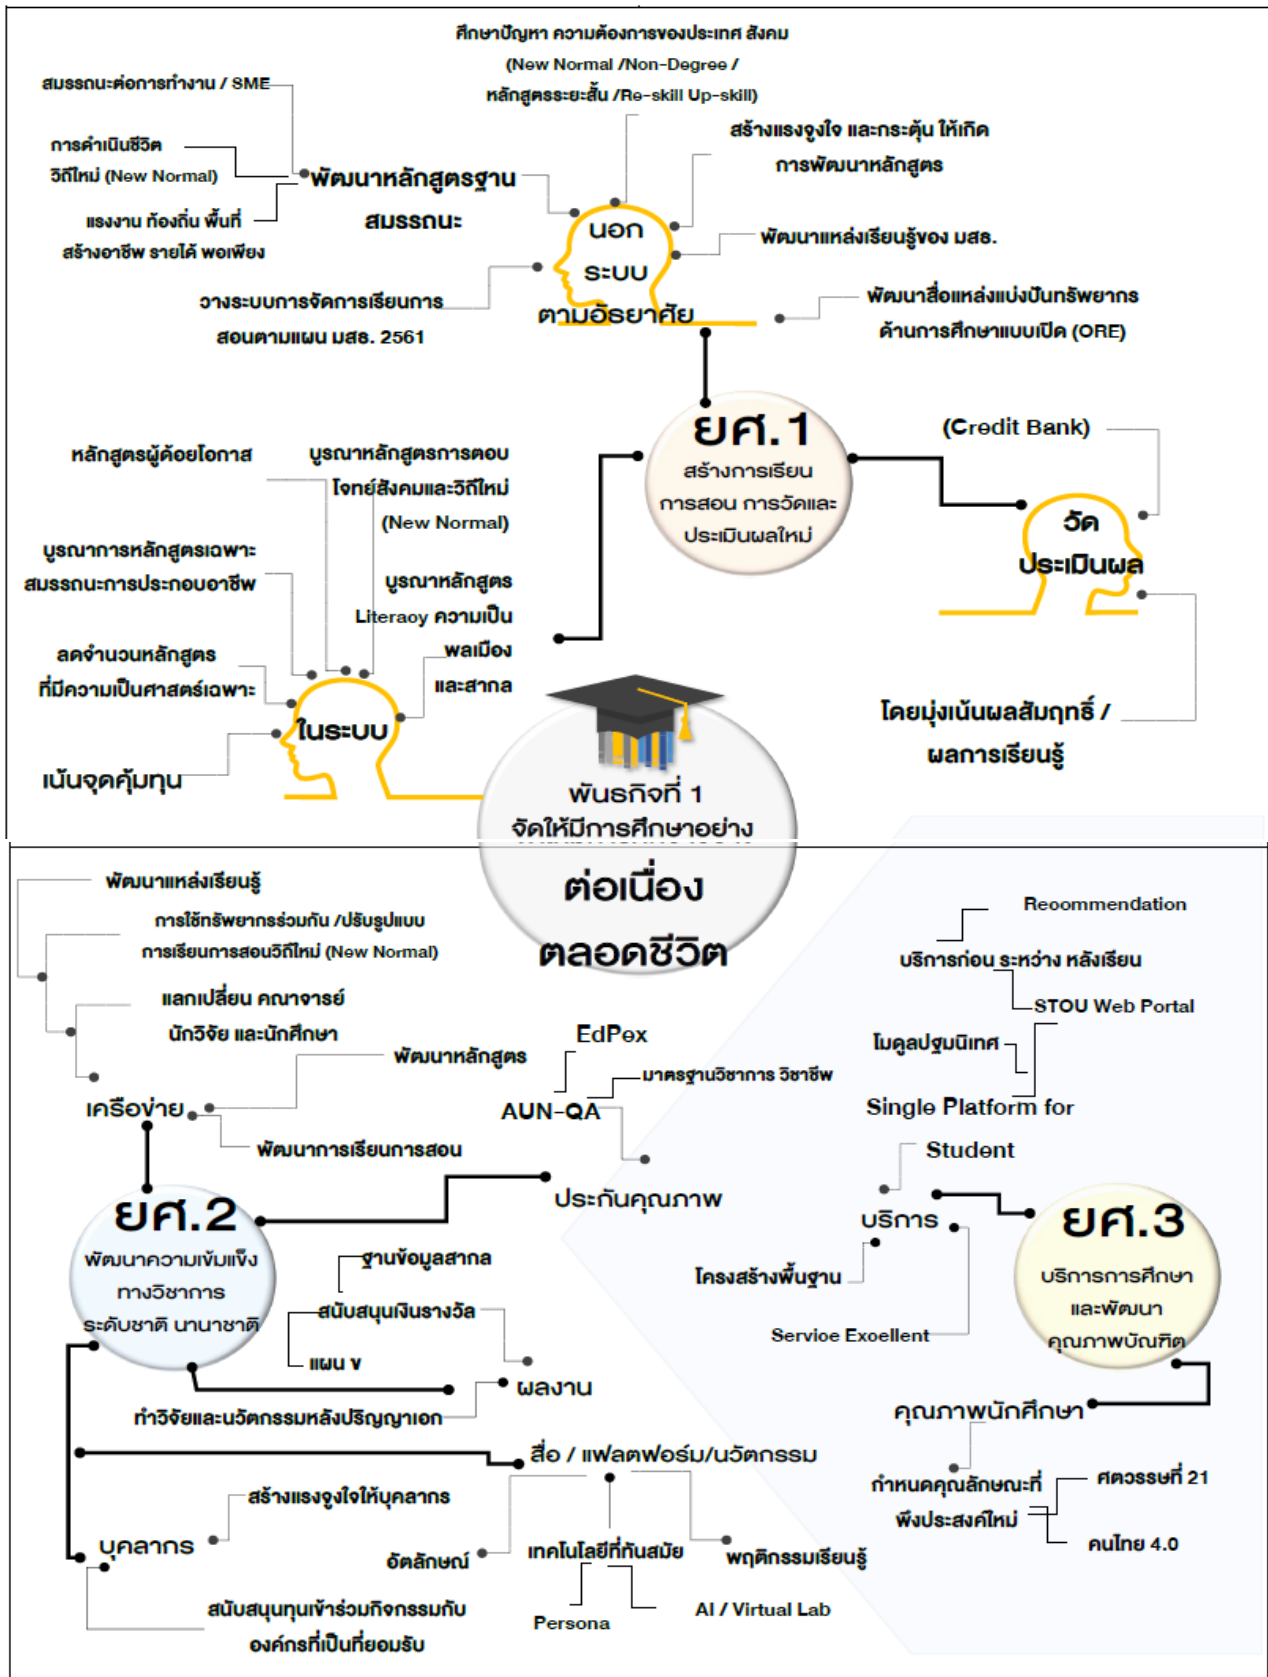 ศึกษาปัญหา ความต้องการของประเทศ สังคม
(New Normal /Non-Degree /
หลักสูตรระยะสั้น /Re-skill Up-skill)
สมรรถนะต่อการทำงาน / SME
การดำเนินชีวิต
วิถีใหม่ (New Normal)
แรงงาน ท้องถิ่น พื้นที่
สร้างอาชีพ รายได้ พอเพียง
พัฒนาหลักสูตรฐาน
สมรรถนะ
สร้างแรงจูงใจ และกระตุ้น ให้เกิด
การพัฒนาหลักสูตร
นอก
ระบบ
ตามอัธยาศัย
พัฒนาแหล่งเรียนรู้ของ มสธ.
วางระบบการจัดการเรียนการ
สอนตามแผน มสธ. 2561
พัฒนาสื่อแหล่งแบ่งปันทรัพยากร
ด้านการศึกษาแบบเปิด (ORE)
ยศ.1
สร้างการเรียน
การสอน การวัดและ
ประเมินผลใหม่
(Credit Bank)
วัด
ประเมินผล
โดยมุ่งเน้นผลสัมฤทธิ์ /
ผลการเรียนรู้
หลักสูตรผู้ด้อยโอกาส
บูรณาหลักสูตรการตอบ
โจทย์สังคมและวิถีใหม่
(New Normal)
บูรณาการหลักสูตรเฉพาะ
สมรรถนะการประกอบอาชีพ
บูรณาหลักสูตร
Literacy ความเป็น
พลเมือง
และสากล
ลดจำนวนหลักสูตร
ที่มีความเป็นศาสตร์เฉพาะ
ในระบบ
เน้นจุดคุ้มทุน
พันธกิจที่ 1
จัดให้มีการศึกษาอย่าง
ต่อเนื่อง
ตลอดชีวิต
พัฒนาแหล่งเรียนรู้
การใช้ทรัพยากรร่วมกัน /ปรับรูปแบบ
การเรียนการสอนวิถีใหม่ (New Normal)
แลกเปลี่ยน คณาจารย์
นักวิจัย และนักศึกษา
พัฒนาหลักสูตร
เครือข่าย
พัฒนาการเรียนการสอน
EdPex
มาตรฐานวิชาการ วิชาชีพ
AUN-QA
ประกันคุณภาพ
ยศ.2
พัฒนาความเข้มแข็ง
ทางวิชาการ
ระดับชาติ นานาชาติ
ฐานข้อมูลสากล
สนับสนุนเงินรางวัล
แผน ข
ผลงาน
ทำวิจัยและนวัตกรรมหลังปริญญาเอก
สื่อ / แฟลตฟอร์ม/นวัตกรรม
สร้างแรงจูงใจให้บุคลากร
บุคลากร
อัตลักษณ์
เทคโนโลยีที่ทันสมัย
พฤติกรรมเรียนรู้
Persona
AI / Virtual Lab
สนับสนุนทุนเข้าร่วมกิจกรรมกับ
องค์กรที่เป็นที่ยอมรับ
Recommendation
บริการก่อน ระหว่าง หลังเรียน
STOU Web Portal
โมดูลปฐมนิเทศ
Single Platform for
Student
บริการ
โครงสร้างพื้นฐาน
Service Excellent
ยศ.3
บริการการศึกษา
และพัฒนา
คุณภาพบัณฑิต
คุณภาพนักศึกษา
กำหนดคุณลักษณะที่
พึงประสงค์ใหม่
ศตวรรษที่ 21
คนไทย 4.0